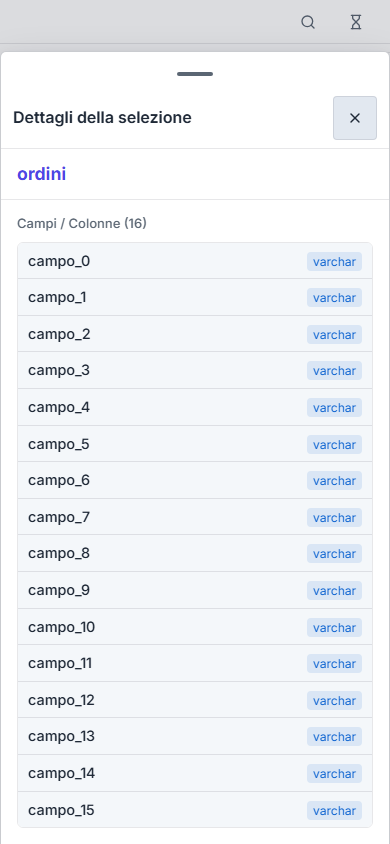 Dettagli della selezione
ordini
Campi / Colonne (16)
campo_0 varchar
campo_1 varchar
campo_2 varchar
campo_3 varchar
campo_4 varchar
campo_5 varchar
campo_6 varchar
campo_7 varchar
campo_8 varchar
campo_9 varchar
campo_10 varchar
campo_11 varchar
campo_12 varchar
campo_13 varchar
campo_14 varchar
campo_15 varchar